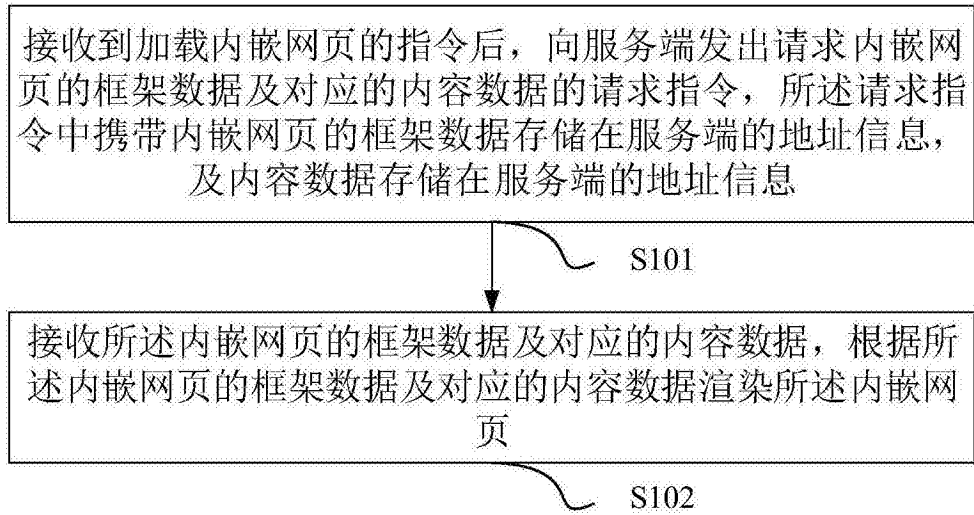 接收到加载内嵌网页的指令后，向服务端发出请求内嵌网
页的框架数据及对应的内容数据的请求指令，所述请求指
令中携带内嵌网页的框架数据存储在服务端的地址信息，
及内容数据存储在服务端的地址信息
S101
接收所述内嵌网页的框架数据及对应的内容数据，根据所
述内嵌网页的框架数据及对应的内容数据渲染所述内嵌网
页
S102